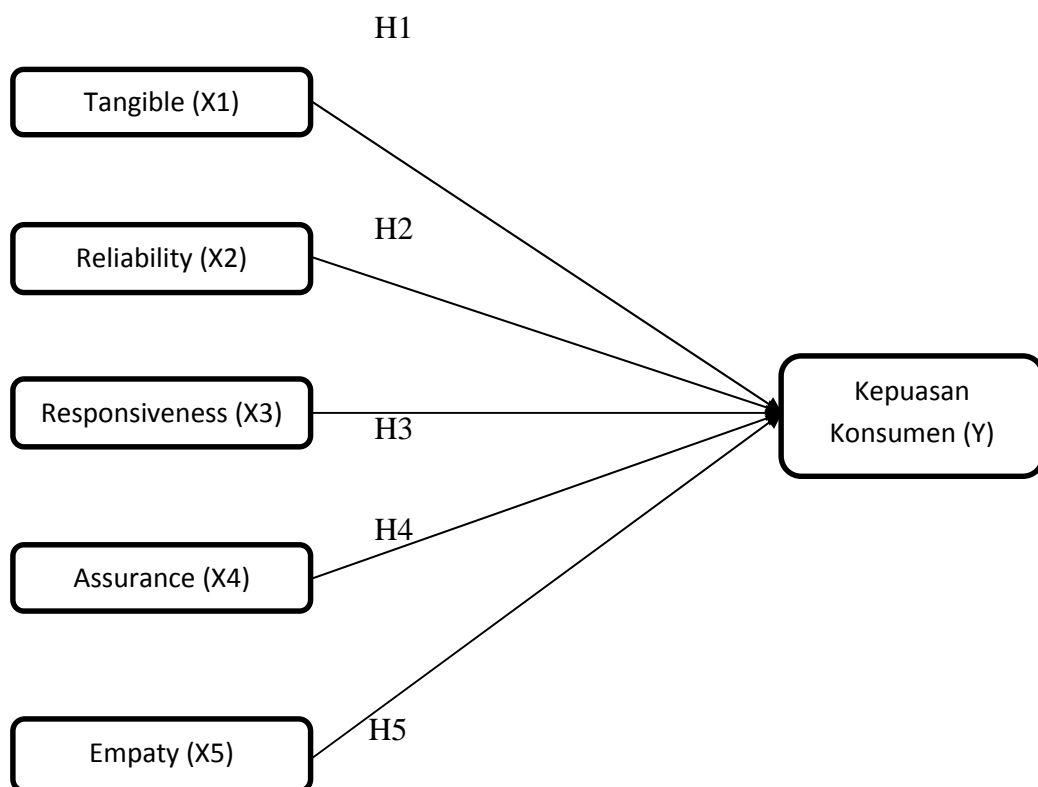 H1
Tangible (X1)
H2
Reliability (X2)
Responsiveness (X3)
H3
Kepuasan
Konsumen (Y)
H4
Assurance (X4)
H5
Empaty (X5)